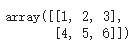 array([[1, 2, 3],
       [4, 5, 6]])